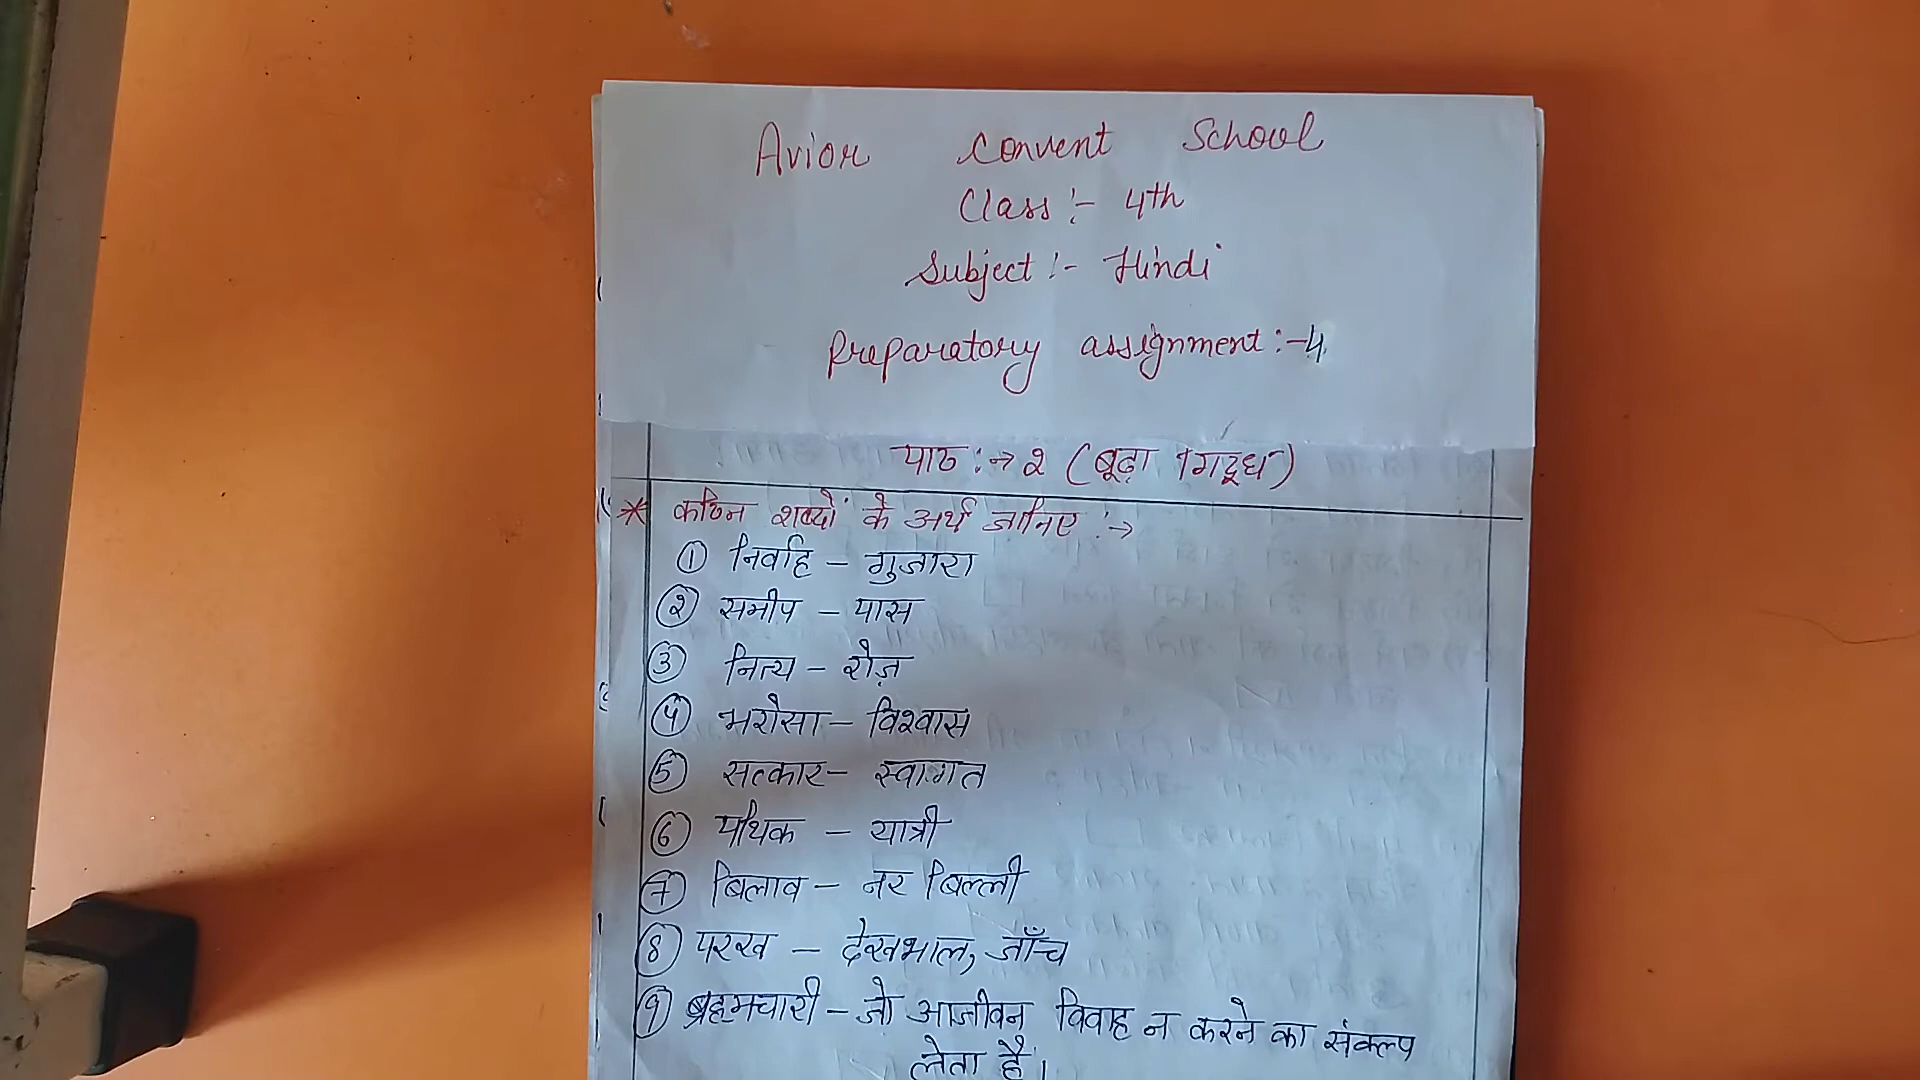 Avior Convent School
Class :- 4th
Subject :- Hindi
Preparatory assignment :- 4
पाठ :→ २ (बूढ़ा गिद्ध)
* कठिन शब्दों के अर्थ जानिए :→
① निर्वाह – गुजारा
② समीप – पास
③ नित्य – रोज़
④ भरोसा – विश्वास
⑤ सत्कार – स्वागत
⑥ पथिक – यात्री
⑦ बिलाव – नर बिल्ली
⑧ परख – देखभाल, जाँच
⑨ ब्रह्मचारी – जो आजीवन विवाह न करने का संकल्प
लेता है।